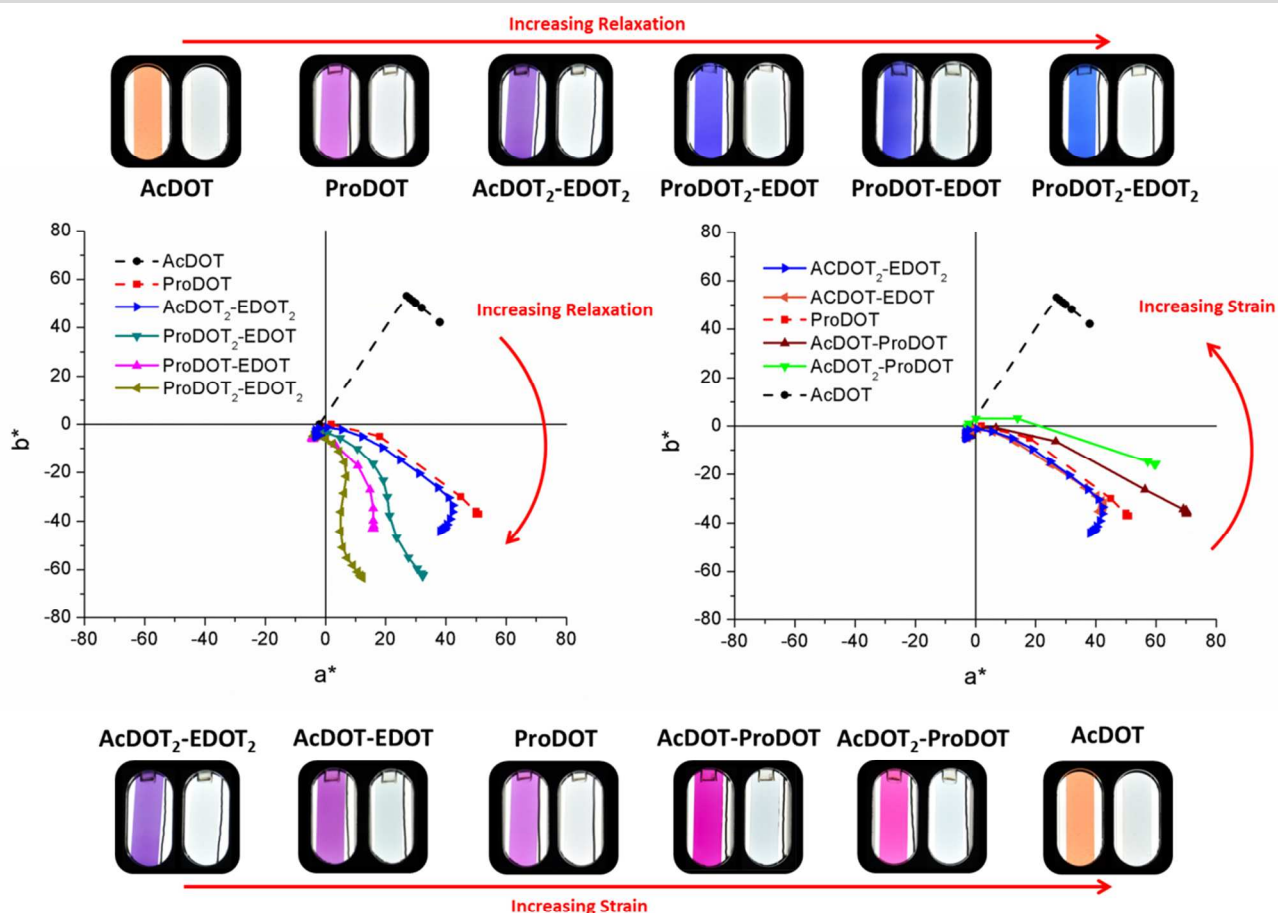 Increasing Relaxation
AcDOT
ProDOT
AcDOT₂-EDOT₂
ProDOT₂-EDOT
ProDOT-EDOT
ProDOT₂-EDOT₂
80
60
40
20
0
-20
-40
-60
-80
b*
-80
-60
-40
-20
0
20
40
60
80
a*
AcDOT
ProDOT
AcDOT₂-EDOT₂
ProDOT₂-EDOT
ProDOT-EDOT
ProDOT₂-EDOT₂
Increasing Relaxation
80
60
40
20
0
-20
-40
-60
-80
b*
-80
-60
-40
-20
0
20
40
60
80
a*
ACDOT₂-EDOT₂
ACDOT-EDOT
ProDOT
AcDOT-ProDOT
AcDOT₂-ProDOT
AcDOT
Increasing Strain
AcDOT₂-EDOT₂
AcDOT-EDOT
ProDOT
AcDOT-ProDOT
AcDOT₂-ProDOT
AcDOT
Increasing Strain